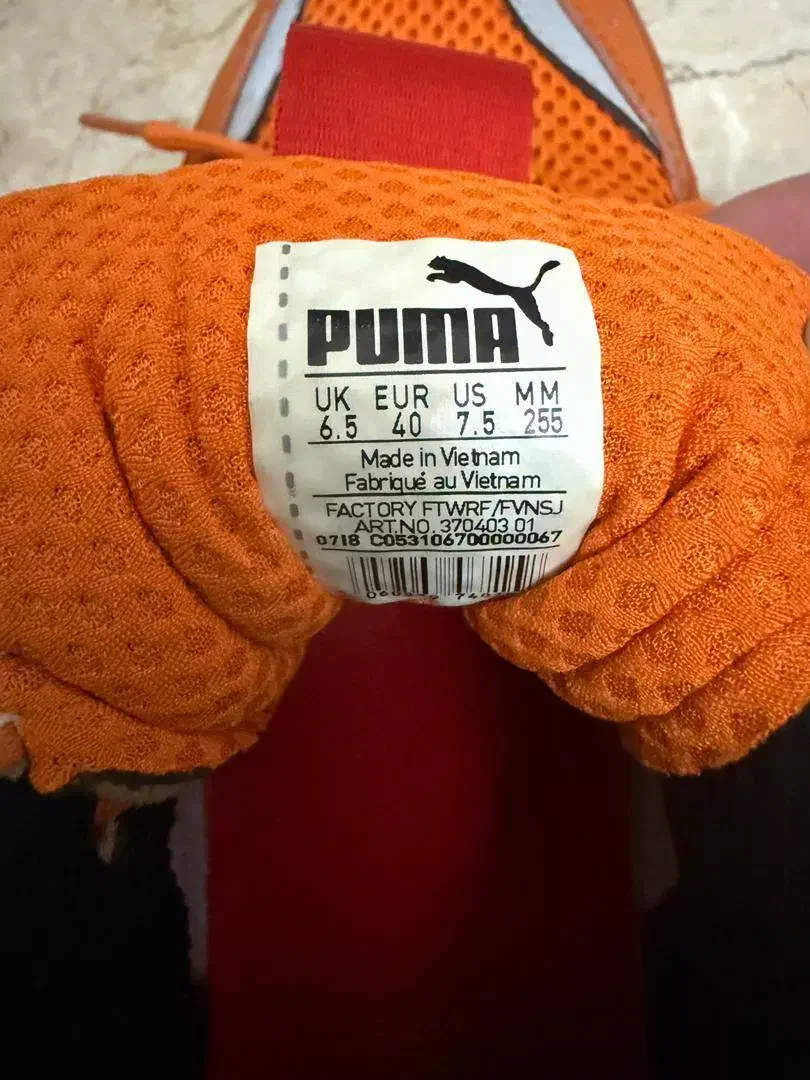 PUMA
UK EUR US MM
6.5 40 7.5 255
Made in Vietnam
Fabriqué au Vietnam
FACTORY FTWRF/FVNSJ
ART.NO. 370403 01
0718 C053106700000067